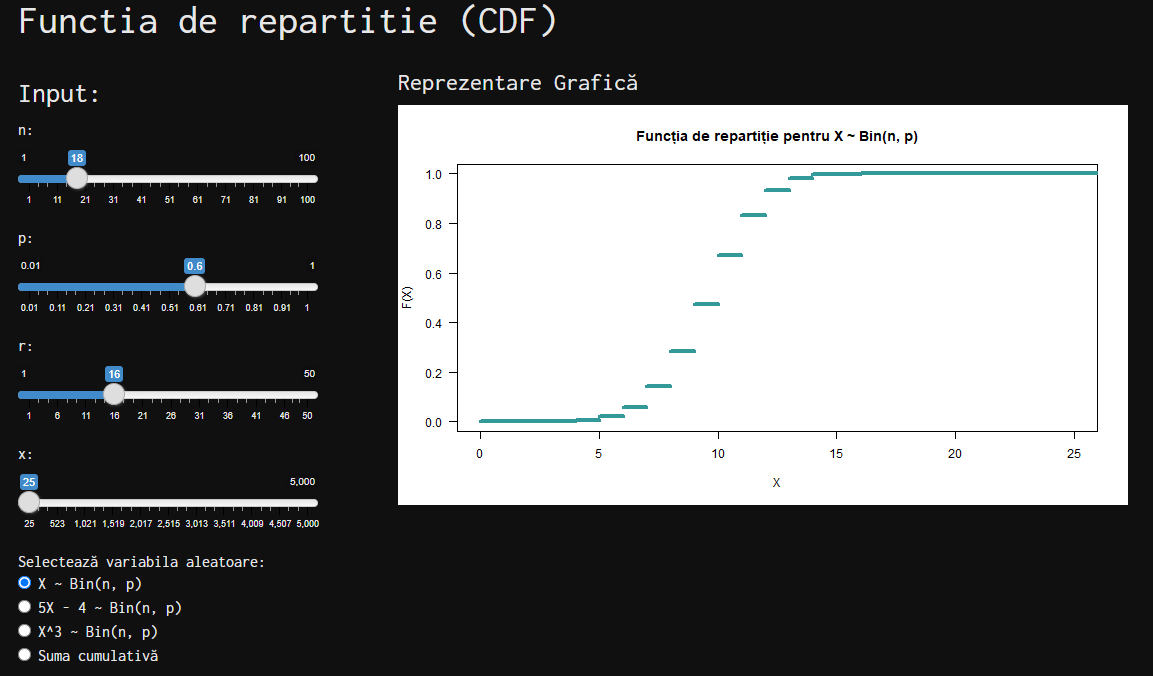 Functia de repartitie (CDF)
Input:
n:
1 18 100
1 11 21 31 41 51 61 71 81 91 100
p:
0.01 0.6 1
0.01 0.11 0.21 0.31 0.41 0.51 0.61 0.71 0.81 0.91 1
r:
1 16 50
1 6 11 16 21 26 31 36 41 46 50
x:
25 5,000
25 523 1,021 1,519 2,017 2,515 3,013 3,511 4,009 4,507 5,000
Selectează variabila aleatoare:
X ~ Bin(n, p)
5X - 4 ~ Bin(n, p)
X^3 ~ Bin(n, p)
Suma cumulativă
Reprezentare Grafică
Funcția de repartiție pentru X ~ Bin(n, p)
F(X)
1.0
0.8
0.6
0.4
0.2
0.0
0 5 10 15 20 25
X